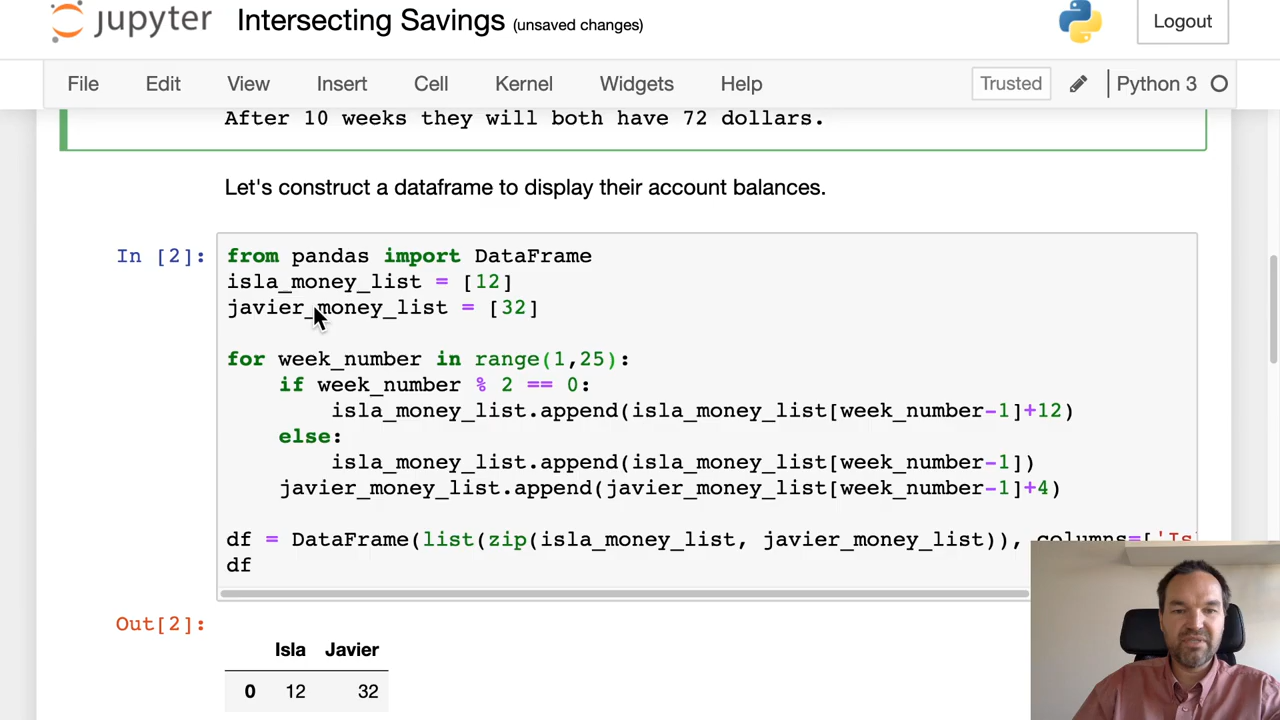 jupyter Intersecting Savings (unsaved changes) Logout
File Edit View Insert Cell Kernel Widgets Help Trusted Python 3
After 10 weeks they will both have 72 dollars.
Let's construct a dataframe to display their account balances.
In [2]: from pandas import DataFrame
isla_money_list = [12]
javier_money_list = [32]
for week_number in range(1,25):
if week_number % 2 == 0:
isla_money_list.append(isla_money_list[week_number-1]+12)
else:
isla_money_list.append(isla_money_list[week_number-1])
javier_money_list.append(javier_money_list[week_number-1]+4)
df = DataFrame(list(zip(isla_money_list, javier_money_list)), columns=['Is
df
Out[2]:
Isla Javier
0 12 32